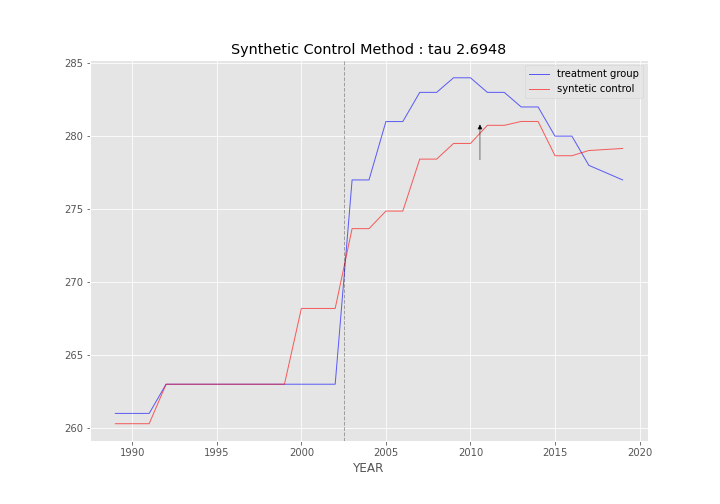 Synthetic Control Method : tau 2.6948
285
treatment group
syntetic control
280
275
270
265
260
1990 1995 2000 2005 2010 2015 2020
YEAR